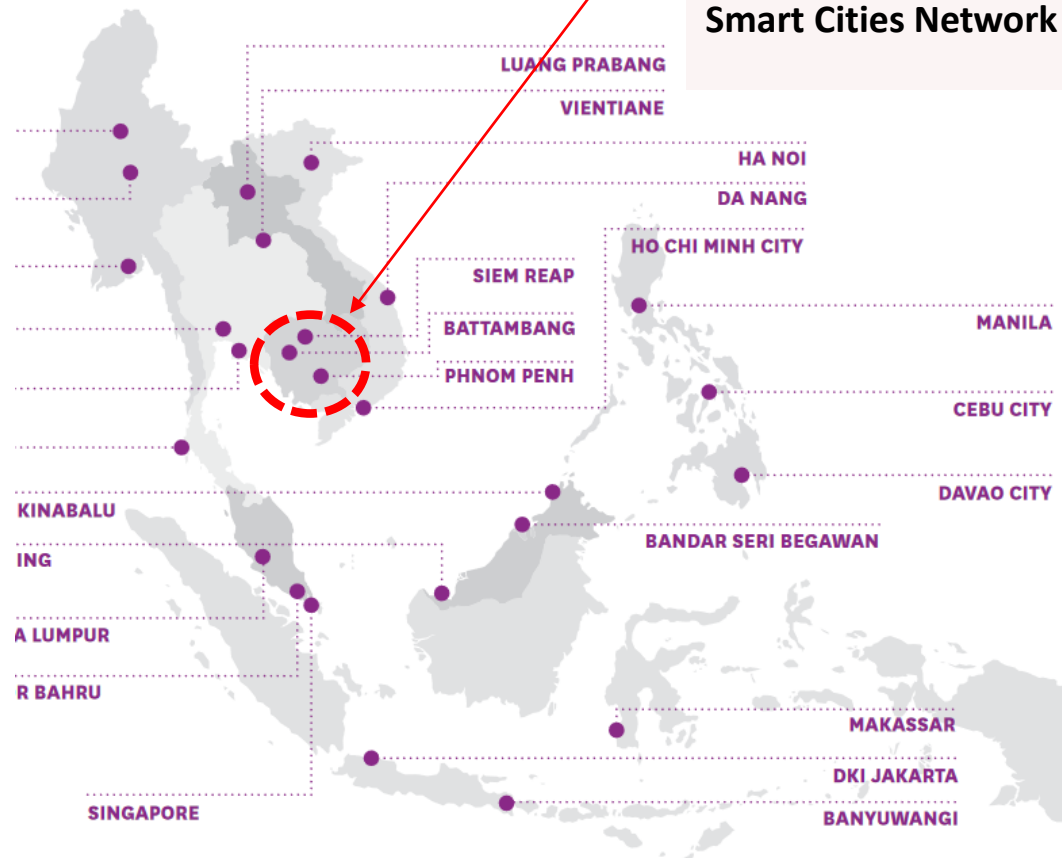 Smart Cities Network
LUANG PRABANG
VIENTIANE
HA NOI
DA NANG
HO CHI MINH CITY
SIEM REAP
BATTAMBANG
MANILA
PHNOM PENH
CEBU CITY
DAVAO CITY
KINABALU
BANDAR SERI BEGAWAN
ING
A LUMPUR
R BAHRU
MAKASSAR
DKI JAKARTA
SINGAPORE
BANYUWANGI